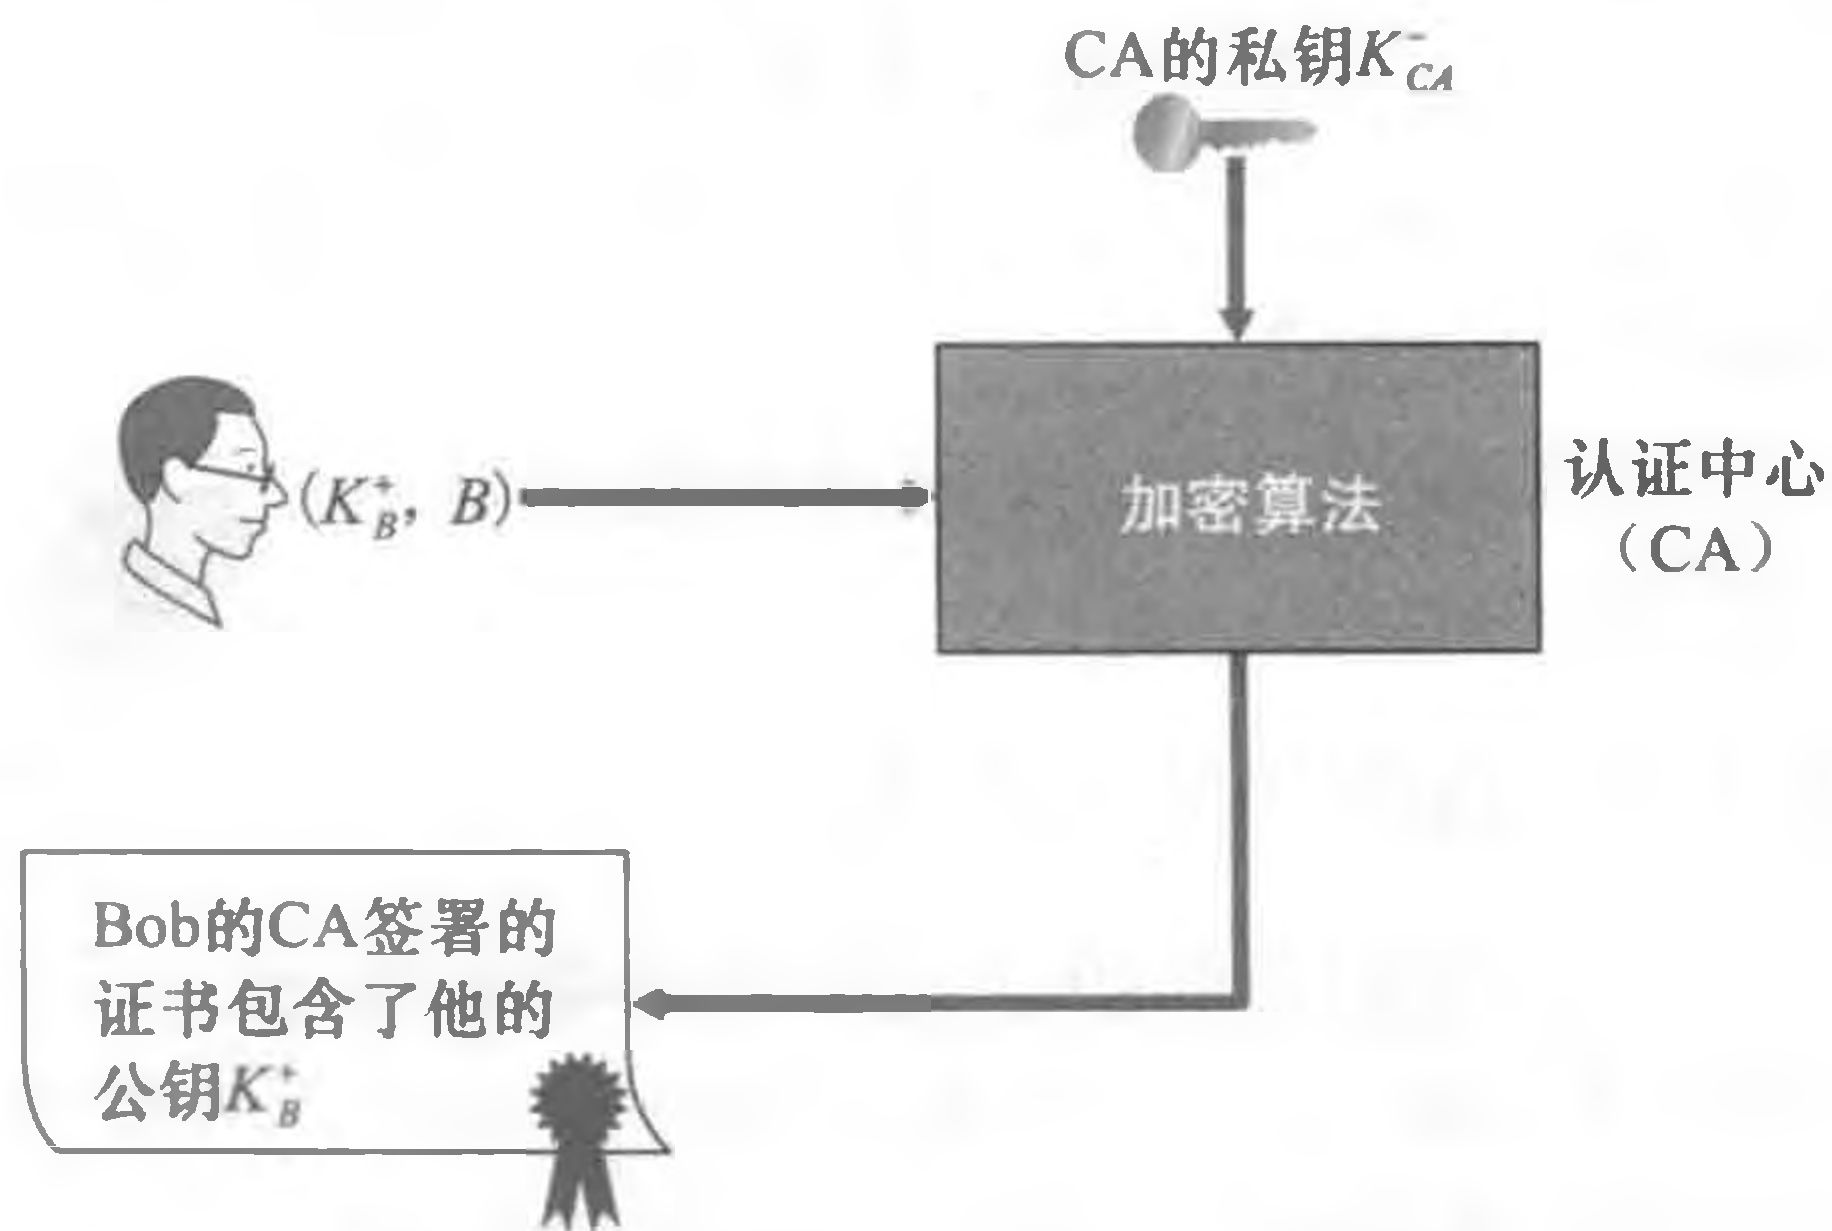 CA的私钥K⁻CA
(K⁺B, B)
加密算法
认证中心
（CA）
Bob的CA签署的
证书包含了他的
公钥K⁺B